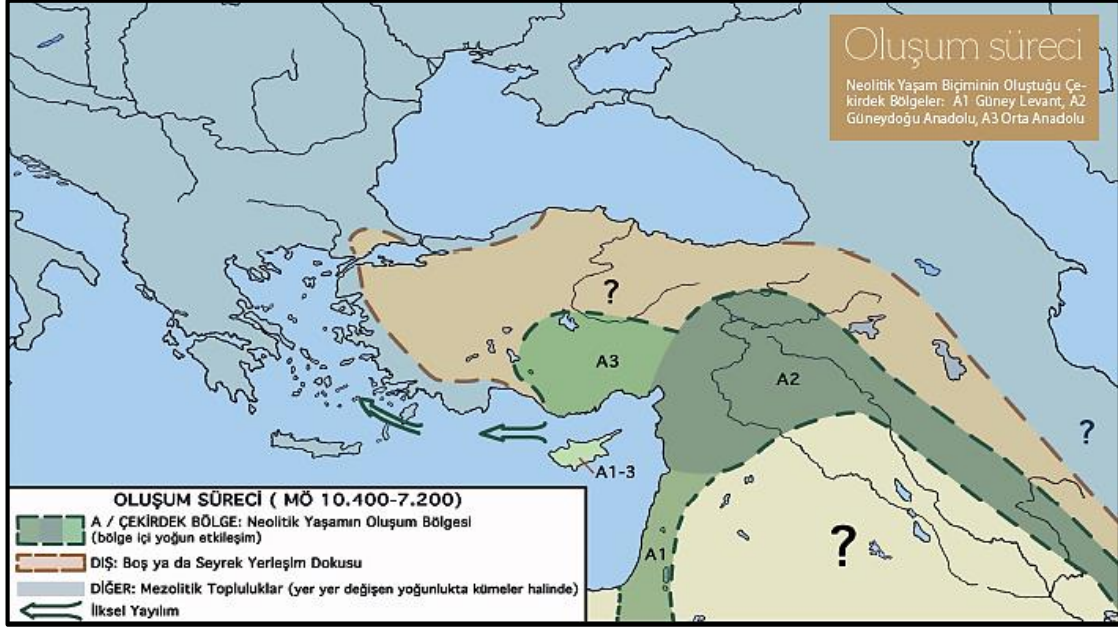 Oluşum süreci
Neolitik Yaşam Biçiminin Oluştuğu Çe-
kirdek Bölgeler: A1 Güney Levant, A2
Güneydoğu Anadolu, A3 Orta Anadolu
?
A3
A2
?
A1-3
A1
?
OLUŞUM SÜRECİ ( MÖ 10.400-7.200)
A / ÇEKİRDEK BÖLGE: Neolitik Yaşamın Oluşum Bölgesi
(bölge içi yoğun etkileşim)
DIŞ: Boş ya da Seyrek Yerleşim Dokusu
DİĞER: Mezolitik Topluluklar (yer yer değişen yoğunlukta kümeler halinde)
İlksel Yayılım